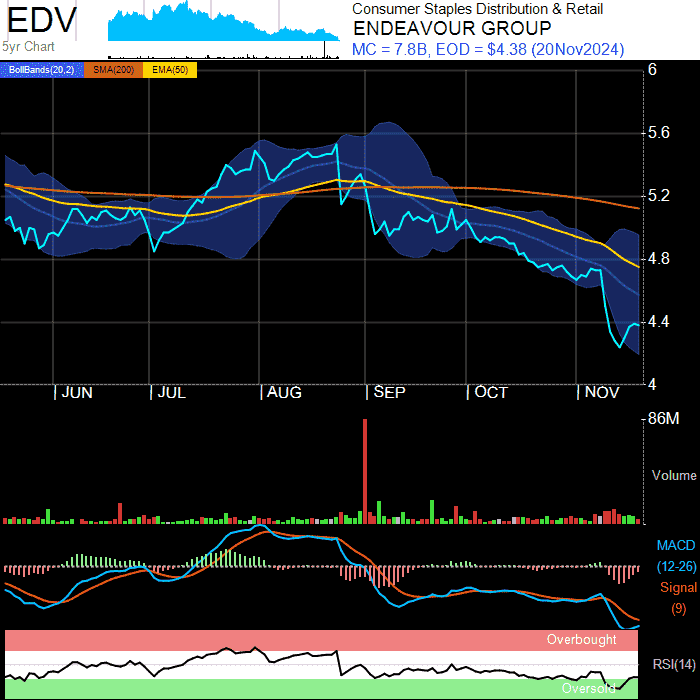 EDV
5yr Chart
Consumer Staples Distribution & Retail
ENDEAVOUR GROUP
MC = 7.8B, EOD = $4.38 (20Nov2024)
BollBands(20,2) SMA(200) EMA(50)
6
5.6
5.2
4.8
4.4
4
JUN JUL AUG SEP OCT NOV
86M
Volume
MACD
(12-26)
Signal
(9)
Overbought
RSI(14)
Oversold